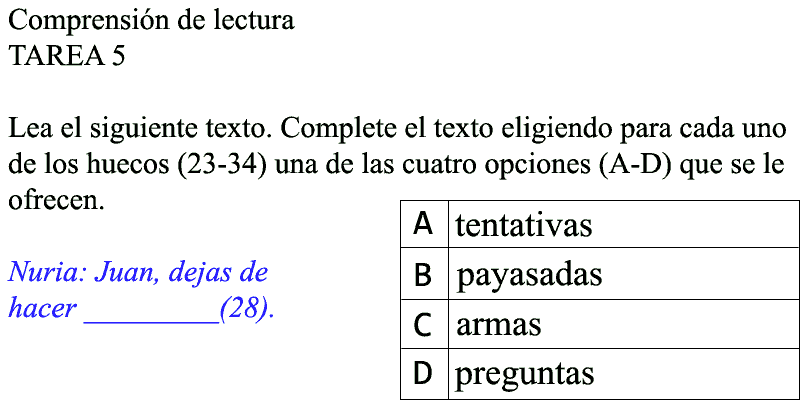 Comprensión de lectura
TAREA 5
Lea el siguiente texto. Complete el texto eligiendo para cada uno
de los huecos (23-34) una de las cuatro opciones (A-D) que se le
ofrecen.
Nuria: Juan, dejas de
hacer _________(28).
A tentativas
B payasadas
C armas
D preguntas